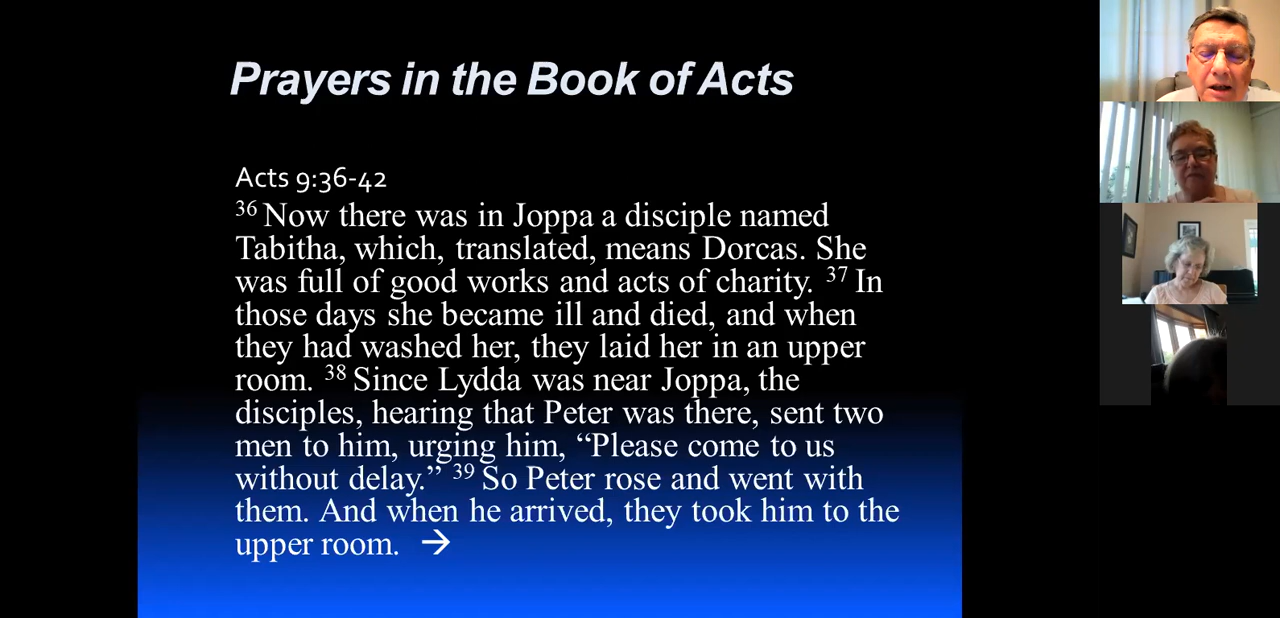 Prayers in the Book of Acts
Acts 9:36-42
36 Now there was in Joppa a disciple named
Tabitha, which, translated, means Dorcas. She
was full of good works and acts of charity. 37 In
those days she became ill and died, and when
they had washed her, they laid her in an upper
room. 38 Since Lydda was near Joppa, the
disciples, hearing that Peter was there, sent two
men to him, urging him, “Please come to us
without delay.” 39 So Peter rose and went with
them. And when he arrived, they took him to the
upper room. →